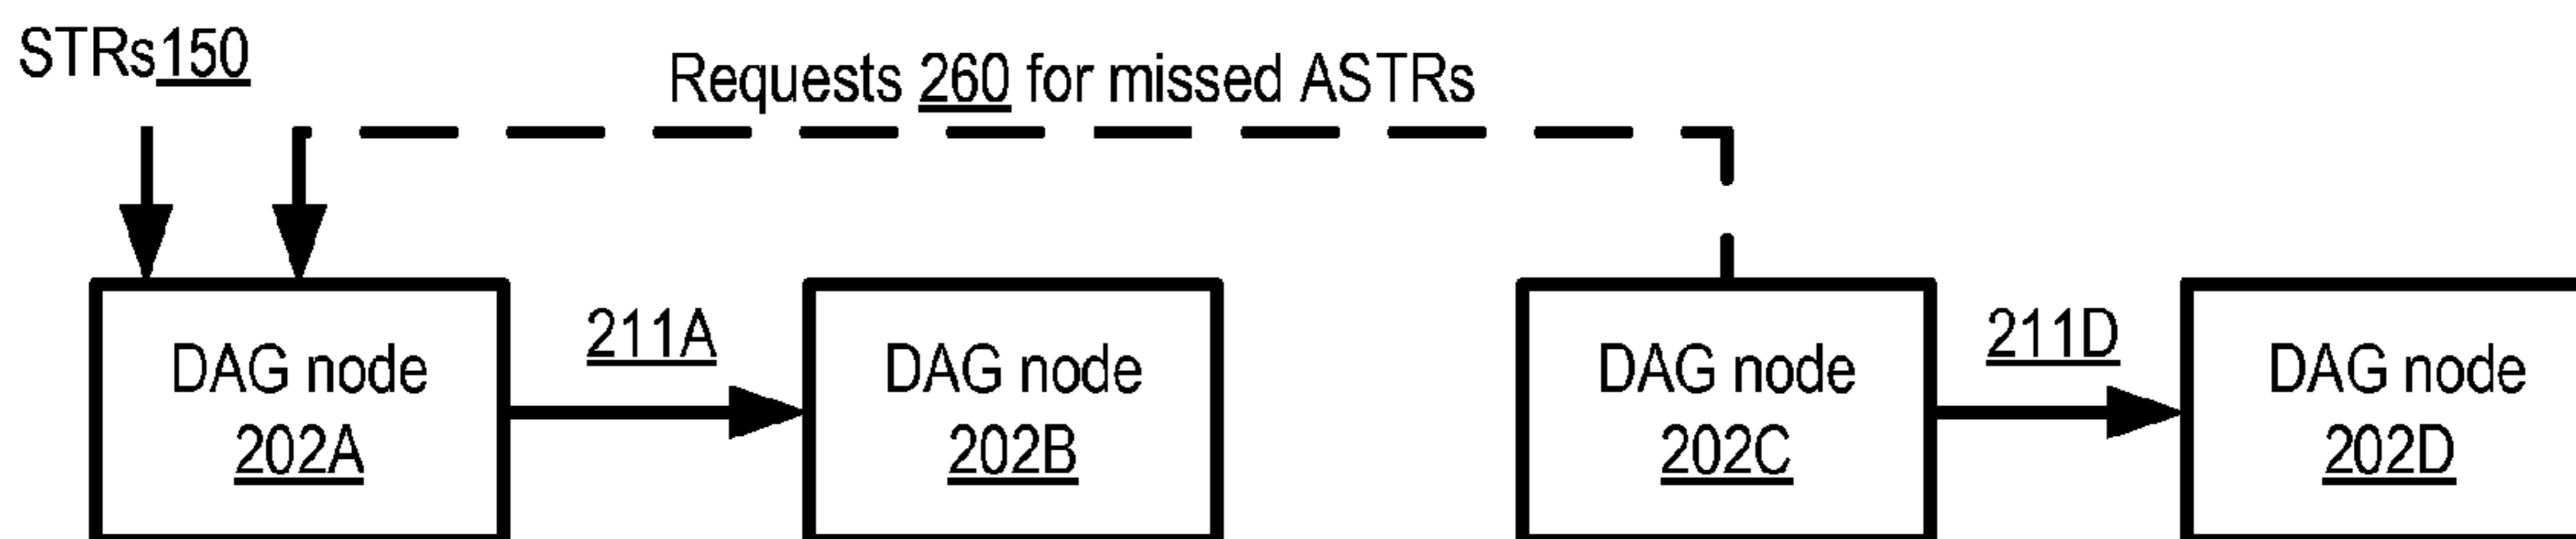 STRs150
Requests 260 for missed ASTRs
211A
211D
DAG node
202A
DAG node
202B
DAG node
202C
DAG node
202D